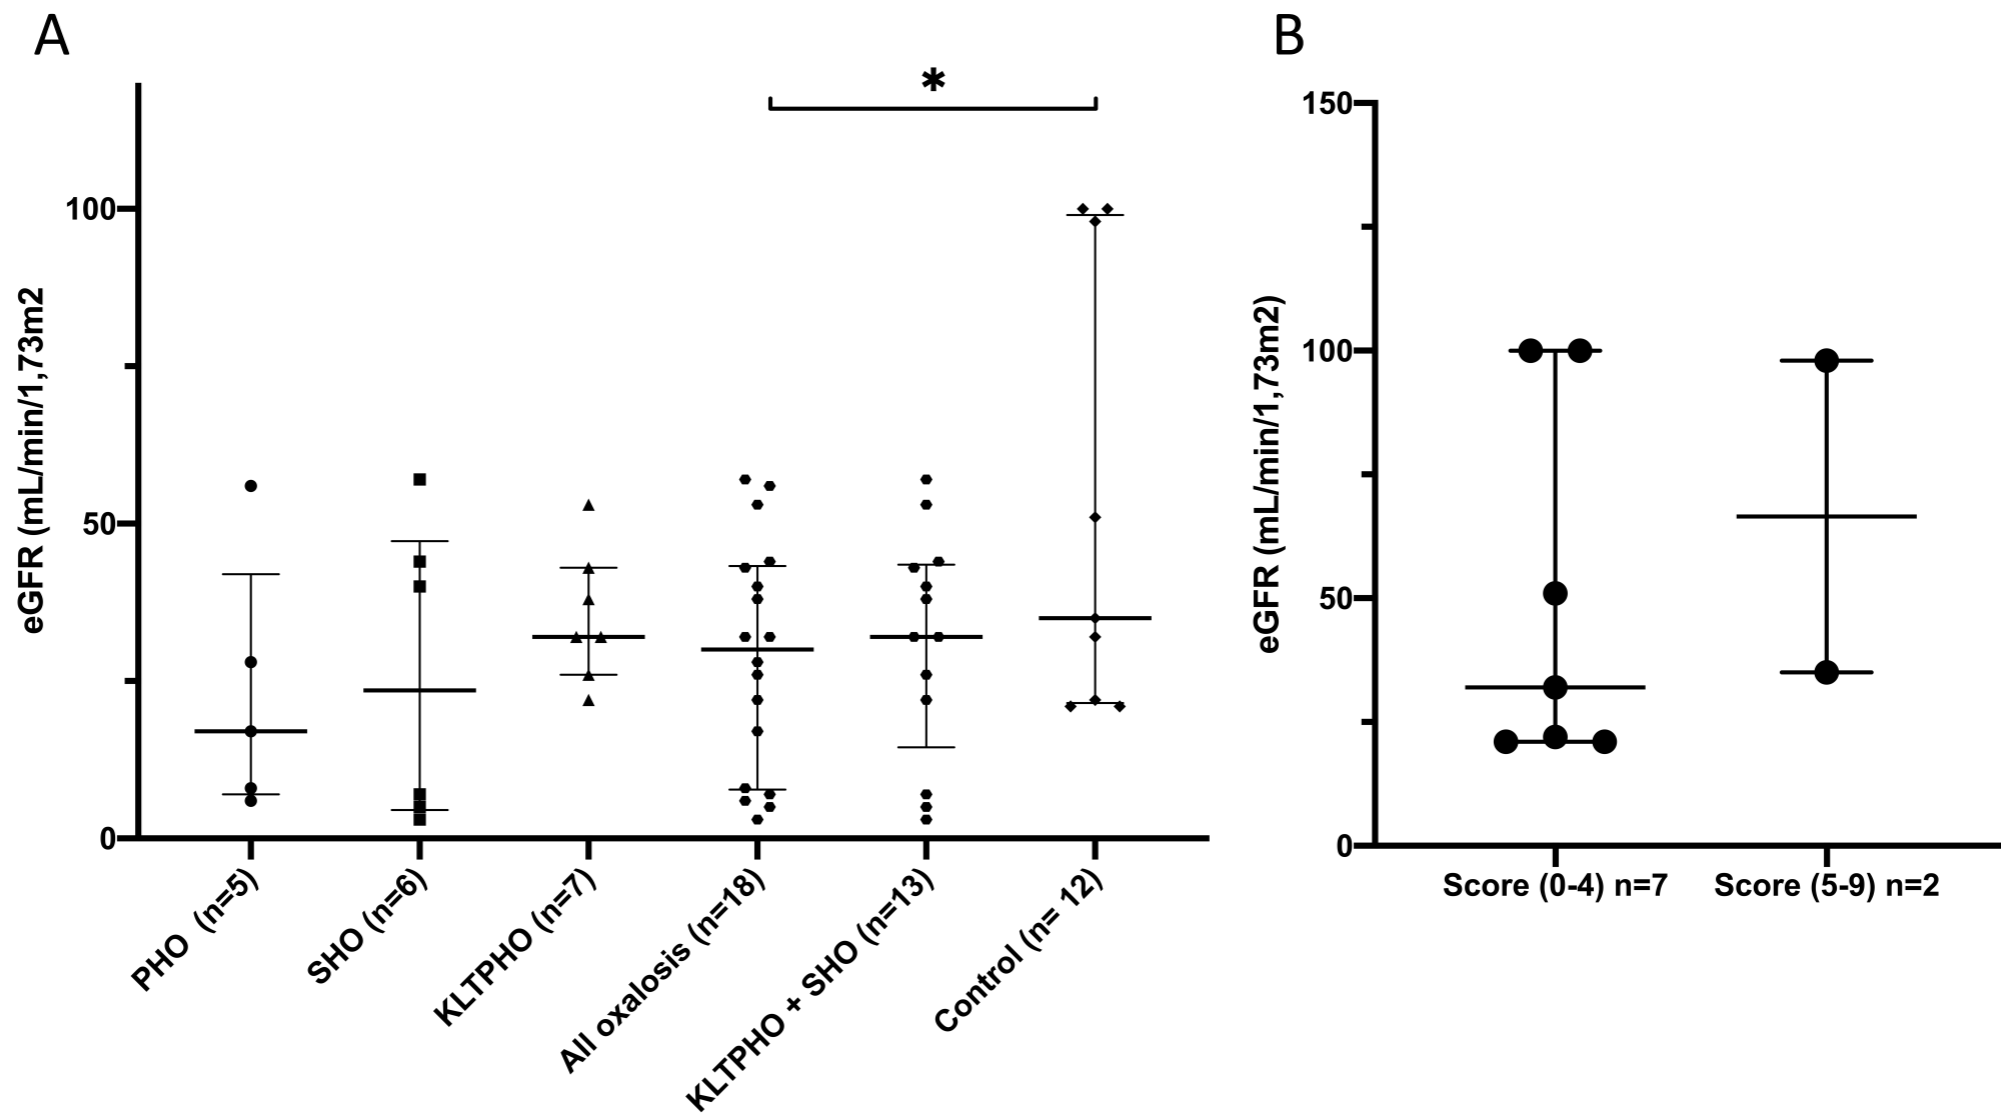 A
*
100
50
0
eGFR (mL/min/1,73m2
PHO (n=5)
SHO (n=6)
KLTPHO (n=7)
All oxalosis (n=18)
KLTPHO + SHO (n=13)
Control (n= 12)
B
150
100
50
0
eGFR (mL/min/1,73m2)
Score (0-4) n=7
Score (5-9) n=2